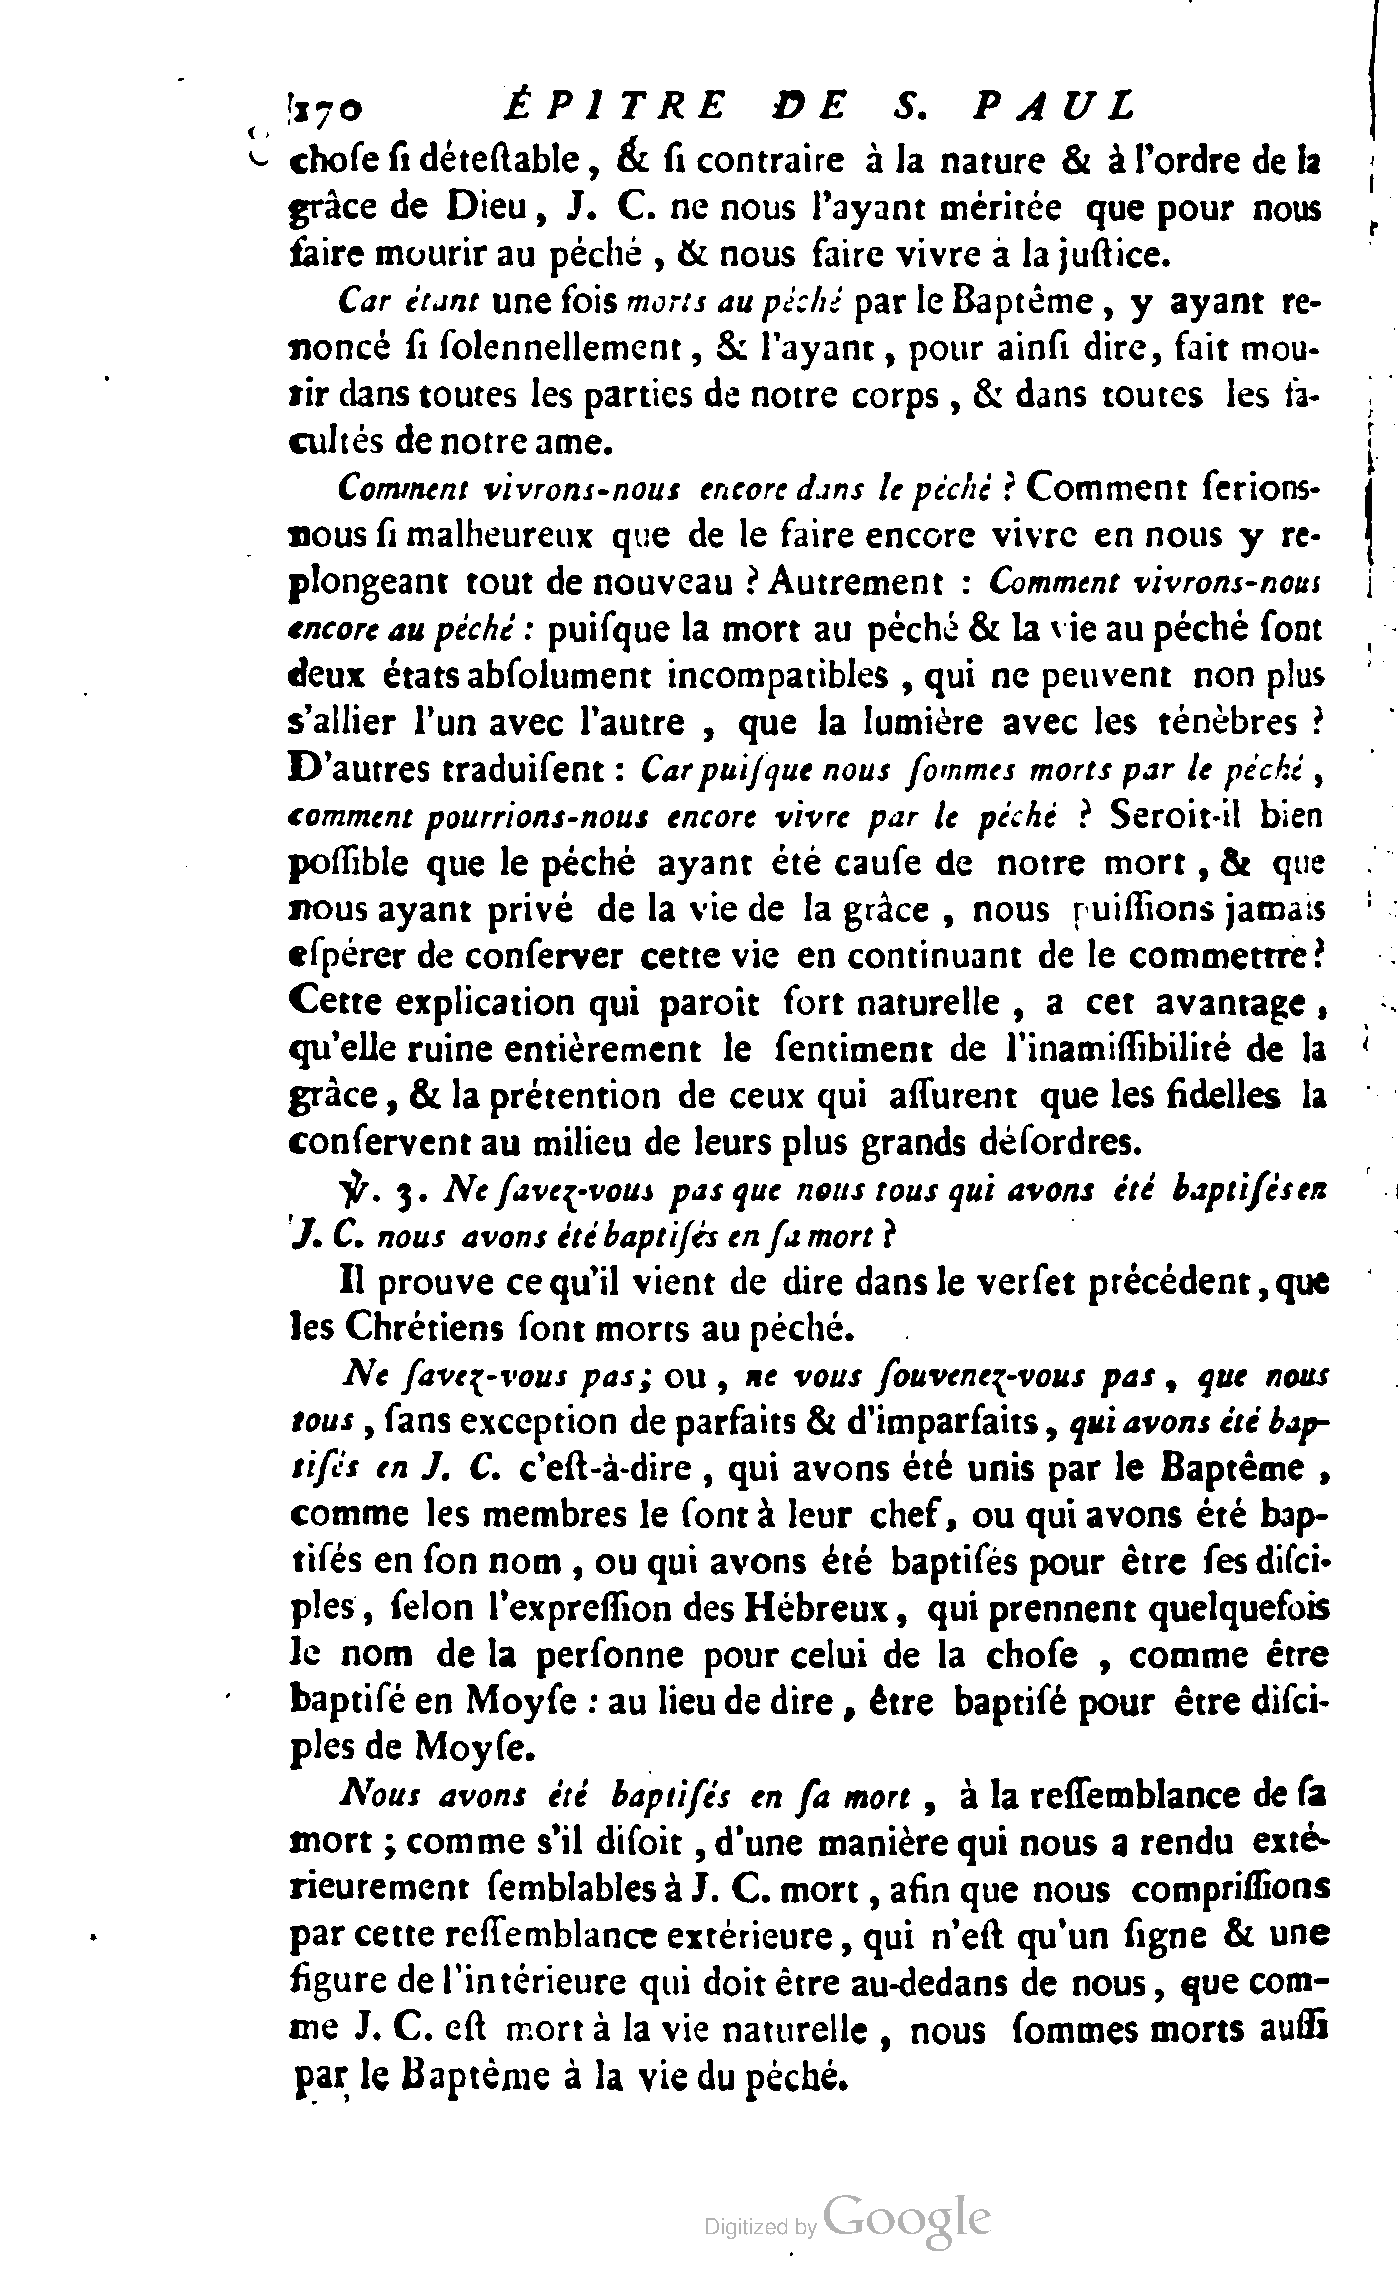 170 ÉPITRE DE S. PAUL
choſe ſi déteſtable, & ſi contraire à la nature & à l'ordre de la
grâce de Dieu, J. C. ne nous l'ayant méritée que pour nous
faire mourir au péché, & nous faire vivre à la juſtice.
Car étant une fois morts au péché par le Baptême, y ayant re-
noncé ſi ſolennellement, & l'ayant, pour ainſi dire, fait mou-
rir dans toutes les parties de notre corps, & dans toutes les fa-
cultés de notre ame.
Comment vivrons-nous encore dans le péché ? Comment ſerions-
nous ſi malheureux que de le faire encore vivre en nous y re-
plongeant tout de nouveau ? Autrement : Comment vivrons-nous
encore au péché : puiſque la mort au péché & la vie au péché ſont
deux états abſolument incompatibles, qui ne peuvent non plus
s'allier l'un avec l'autre, que la lumière avec les ténèbres ?
D'autres traduiſent : Car puiſque nous ſommes morts par le péché,
comment pourrions-nous encore vivre par le péché ? Seroit-il bien
poſſible que le péché ayant été cauſe de notre mort, & que
nous ayant privé de la vie de la grâce, nous puiſſions jamais
eſpérer de conſerver cette vie en continuant de le commettre ?
Cette explication qui paroît fort naturelle, a cet avantage,
qu'elle ruine entièrement le ſentiment de l'inamiſſibilité de la
grâce, & la prétention de ceux qui aſſurent que les fidelles la
conſervent au milieu de leurs plus grands déſordres.
℣. 3. Ne ſavez-vous pas que nous tous qui avons été baptiſés en
J. C. nous avons été baptiſés en ſa mort ?
Il prouve ce qu'il vient de dire dans le verſet précédent, que
les Chrétiens ſont morts au péché.
Ne ſavez-vous pas; ou, ne vous ſouvenez-vous pas, que nous
tous, ſans exception de parfaits & d'imparfaits, qui avons été bap-
tiſés en J. C. c'eſt-à-dire, qui avons été unis par le Baptême,
comme les membres le ſont à leur chef, ou qui avons été bap-
tiſés en ſon nom, ou qui avons été baptiſés pour être ſes diſci-
ples, ſelon l'expreſſion des Hébreux, qui prennent quelquefois
le nom de la perſonne pour celui de la choſe, comme être
baptiſé en Moyſe : au lieu de dire, être baptiſé pour être diſci-
ples de Moyſe.
Nous avons été baptiſés en ſa mort, à la reſſemblance de ſa
mort ; comme s'il diſoit, d'une manière qui nous a rendu exté-
rieurement ſemblables à J. C. mort, afin que nous compriſſions
par cette reſſemblance extérieure, qui n'eſt qu'un ſigne & une
figure de l'intérieure qui doit être au-dedans de nous, que com-
me J. C. eſt mort à la vie naturelle, nous ſommes morts auſſi
par le Baptême à la vie du péché.
Digitized by Google